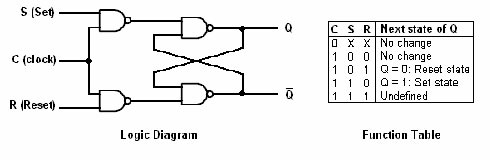 S (Set)
Q
C (clock)
Q
R (Reset)
Logic Diagram
C S R Next state of Q
0 X X No change
1 0 0 No change
1 0 1 Q = 0: Reset state
1 1 0 Q = 1: Set state
1 1 1 Undefined
Function Table